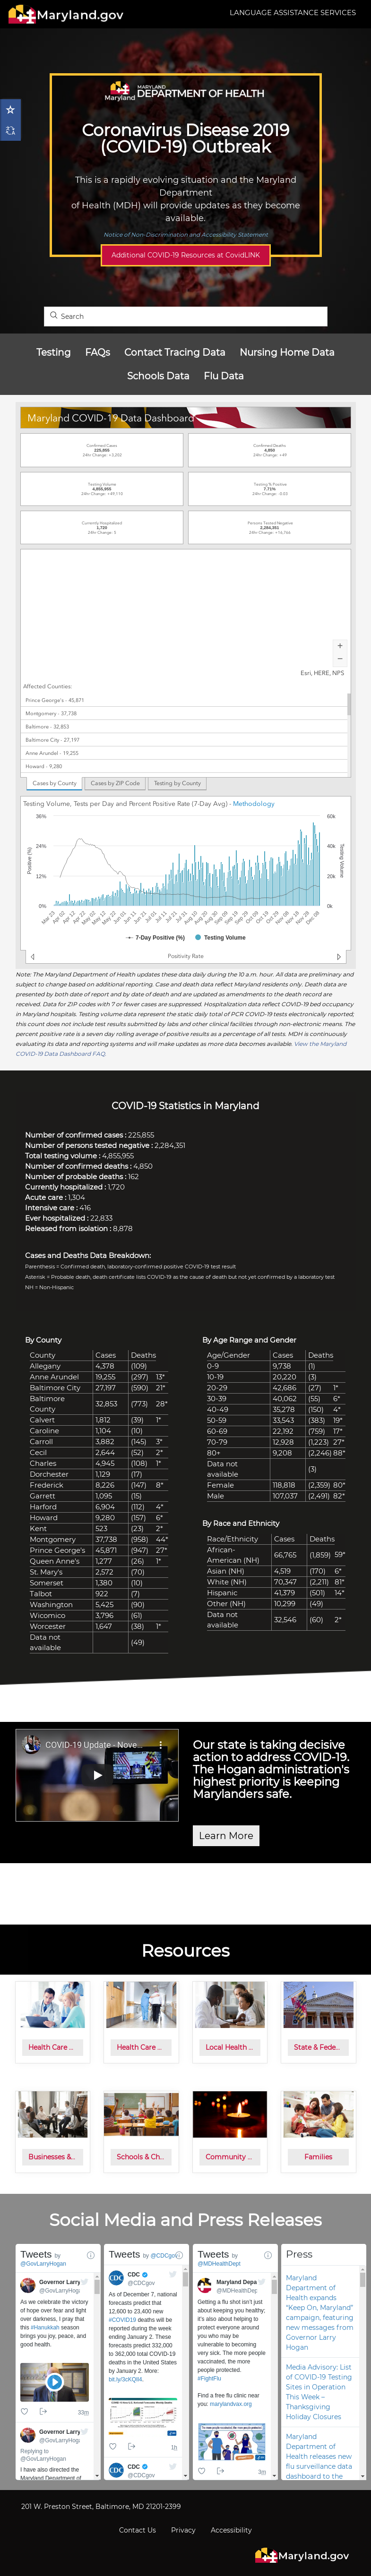 Maryland.gov
LANGUAGE ASSISTANCE SERVICES
Maryland
MARYLAND
DEPARTMENT OF HEALTH
Coronavirus Disease 2019
(COVID-19) Outbreak
This is a rapidly evolving situation and the Maryland
Department
of Health (MDH) will provide updates as they become
available.
Notice of Non-Discrimination and Accessibility Statement
Additional COVID-19 Resources at CovidLINK
Search
Testing FAQs Contact Tracing Data Nursing Home Data
Schools Data Flu Data
Maryland COVID-19 Data Dashboard
Confirmed Cases
225,855
24hr Change: +3,202
Confirmed Deaths
4,850
24hr Change: +49
Testing Volume
4,855,955
24hr Change: +49,110
Testing % Positive
7.71%
24hr Change: -0.03
Currently Hospitalized
1,720
24hr Change: 5
Persons Tested Negative
2,284,351
24hr Change: +16,764
+
−
Esri, HERE, NPS
Affected Counties:
Prince George's - 45,871
Montgomery - 37,738
Baltimore - 32,853
Baltimore City - 27,197
Anne Arundel - 19,255
Howard - 9,280
Cases by County
Cases by ZIP Code
Testing by County
Testing Volume, Tests per Day and Percent Positive Rate (7-Day Avg) - Methodology
Positive (%)
36%
24%
12%
0%
60k
40k
20k
0k
Testing Volume
7-Day Positive (%) Testing Volume
Positivity Rate
Note: The Maryland Department of Health updates these data daily during the 10 a.m. hour. All data are preliminary and
subject to change based on additional reporting. Case and death data reflect Maryland residents only. Death data are
presented by both date of report and by date of death and are updated as amendments to the death record are
received. Data for ZIP codes with 7 or fewer cases are suppressed. Hospitalization data reflect COVID-19 bed occupancy
in Maryland hospitals. Testing volume data represent the static daily total of PCR COVID-19 tests electronically reported;
this count does not include test results submitted by labs and other clinical facilities through non-electronic means. The
percent positive rate is a seven day rolling average of positive results as a percentage of all tests. MDH is continuously
evaluating its data and reporting systems and will make updates as more data becomes available. View the Maryland
COVID-19 Data Dashboard FAQ.
COVID-19 Statistics in Maryland
Number of confirmed cases : 225,855
Number of persons tested negative : 2,284,351
Total testing volume : 4,855,955
Number of confirmed deaths : 4,850
Number of probable deaths : 162
Currently hospitalized : 1,720
Acute care : 1,304
Intensive care : 416
Ever hospitalized : 22,833
Released from isolation : 8,878
Cases and Deaths Data Breakdown:
Parenthesis = Confirmed death, laboratory-confirmed positive COVID-19 test result
Asterisk = Probable death, death certificate lists COVID-19 as the cause of death but not yet confirmed by a laboratory test
NH = Non-Hispanic
By County
County Cases Deaths
Allegany 4,378 (109)
Anne Arundel 19,255 (297) 13*
Baltimore City 27,197 (590) 21*
Baltimore
County 32,853 (773) 28*
Calvert 1,812 (39) 1*
Caroline 1,104 (10)
Carroll 3,882 (145) 3*
Cecil 2,644 (52) 2*
Charles 4,945 (108) 1*
Dorchester 1,129 (17)
Frederick 8,226 (147) 8*
Garrett 1,095 (15)
Harford 6,904 (112) 4*
Howard 9,280 (157) 6*
Kent 523 (23) 2*
Montgomery 37,738 (958) 44*
Prince George's 45,871 (947) 27*
Queen Anne's 1,277 (26) 1*
St. Mary's 2,572 (70)
Somerset 1,380 (10)
Talbot 922 (7)
Washington 5,425 (90)
Wicomico 3,796 (61)
Worcester 1,647 (38) 1*
Data not
available (49)
By Age Range and Gender
Age/Gender Cases Deaths
0-9 9,738 (1)
10-19 20,220 (3)
20-29 42,686 (27) 1*
30-39 40,062 (55) 6*
40-49 35,278 (150) 4*
50-59 33,543 (383) 19*
60-69 22,192 (759) 17*
70-79 12,928 (1,223) 27*
80+ 9,208 (2,246) 88*
Data not
available (3)
Female 118,818 (2,359) 80*
Male 107,037 (2,491) 82*
By Race and Ethnicity
Race/Ethnicity Cases Deaths
African-
American (NH) 66,765 (1,859) 59*
Asian (NH) 4,519 (170) 6*
White (NH) 70,347 (2,211) 81*
Hispanic 41,379 (501) 14*
Other (NH) 10,299 (49)
Data not
available 32,546 (60) 2*
COVID-19 Update - Nove...
Our state is taking decisive
action to address COVID-19.
The Hogan administration's
highest priority is keeping
Marylanders safe.
Learn More
Resources
Health Care ...
Health Care ...
Local Health ...
State & Fede...
Businesses &...
Schools & Ch...
Community ...
Families
Social Media and Press Releases
Tweets by
@GovLarryHogan
Governor Larry
@GovLarryHoga
As we celebrate the victory
of hope over fear and light
over darkness, I pray that
this #Hanukkah season
brings you joy, peace, and
good health.
33m
Governor Larry
@GovLarryHoga
Replying to
@GovLarryHogan
I have also directed the
Maryland Department of
Tweets by @CDCgov
CDC
@CDCgov
As of December 7, national
forecasts predict that
12,600 to 23,400 new
#COVID19 deaths will be
reported during the week
ending January 2. These
forecasts predict 332,000
to 362,000 total COVID-19
deaths in the United States
by January 2. More:
1h
CDC
@CDCgov
Tweets by
@MDHealthDept
Maryland Depa
@MDHealthDep
Getting a flu shot isn't just
about keeping you healthy;
it's also about protecting
everyone around you who
may be more vulnerable to
becoming very sick. The more people
vaccinated, the more people
protected.
#FightFlu
Find a free flu clinic near
you: marylandvax.org
Press
Maryland
Department of
Health expands
"Keep On, Maryland"
campaign, featuring
new messages from
Governor Larry
Hogan
Media Advisory: List
of COVID-19 Testing
Sites in Operation
This Week –
Thanksgiving
Holiday Closures
Maryland
Department of
Health releases new
flu surveillance data
dashboard to the
201 W. Preston Street, Baltimore, MD 21201-2399
Contact Us Privacy Accessibility
Maryland.gov